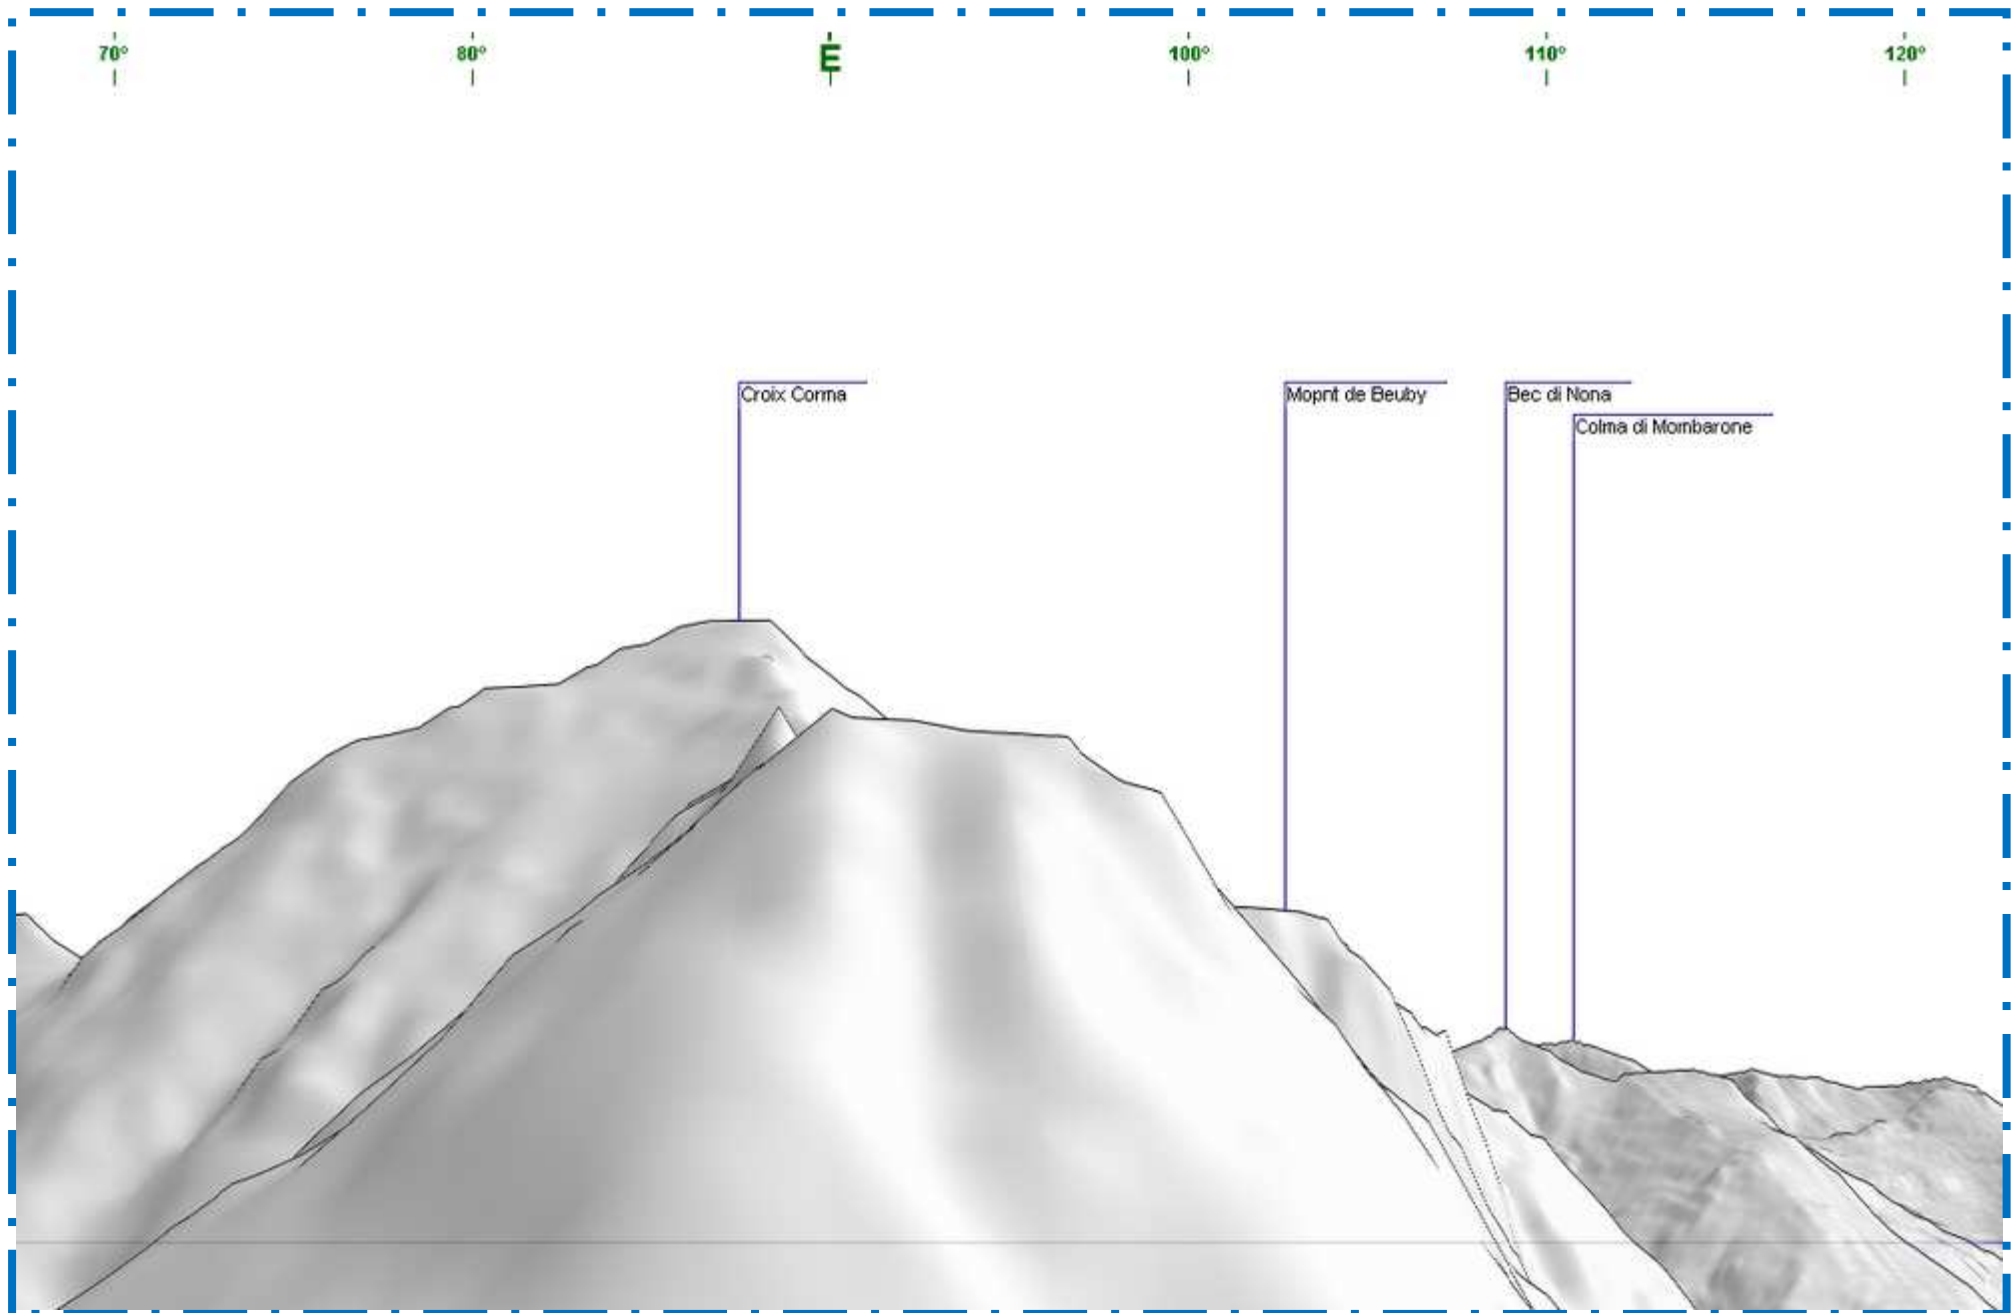 70° 80° E 100° 110° 120°
Croix Corma Mopnt de Beuby Bec di Nona
Colma di Mombarone